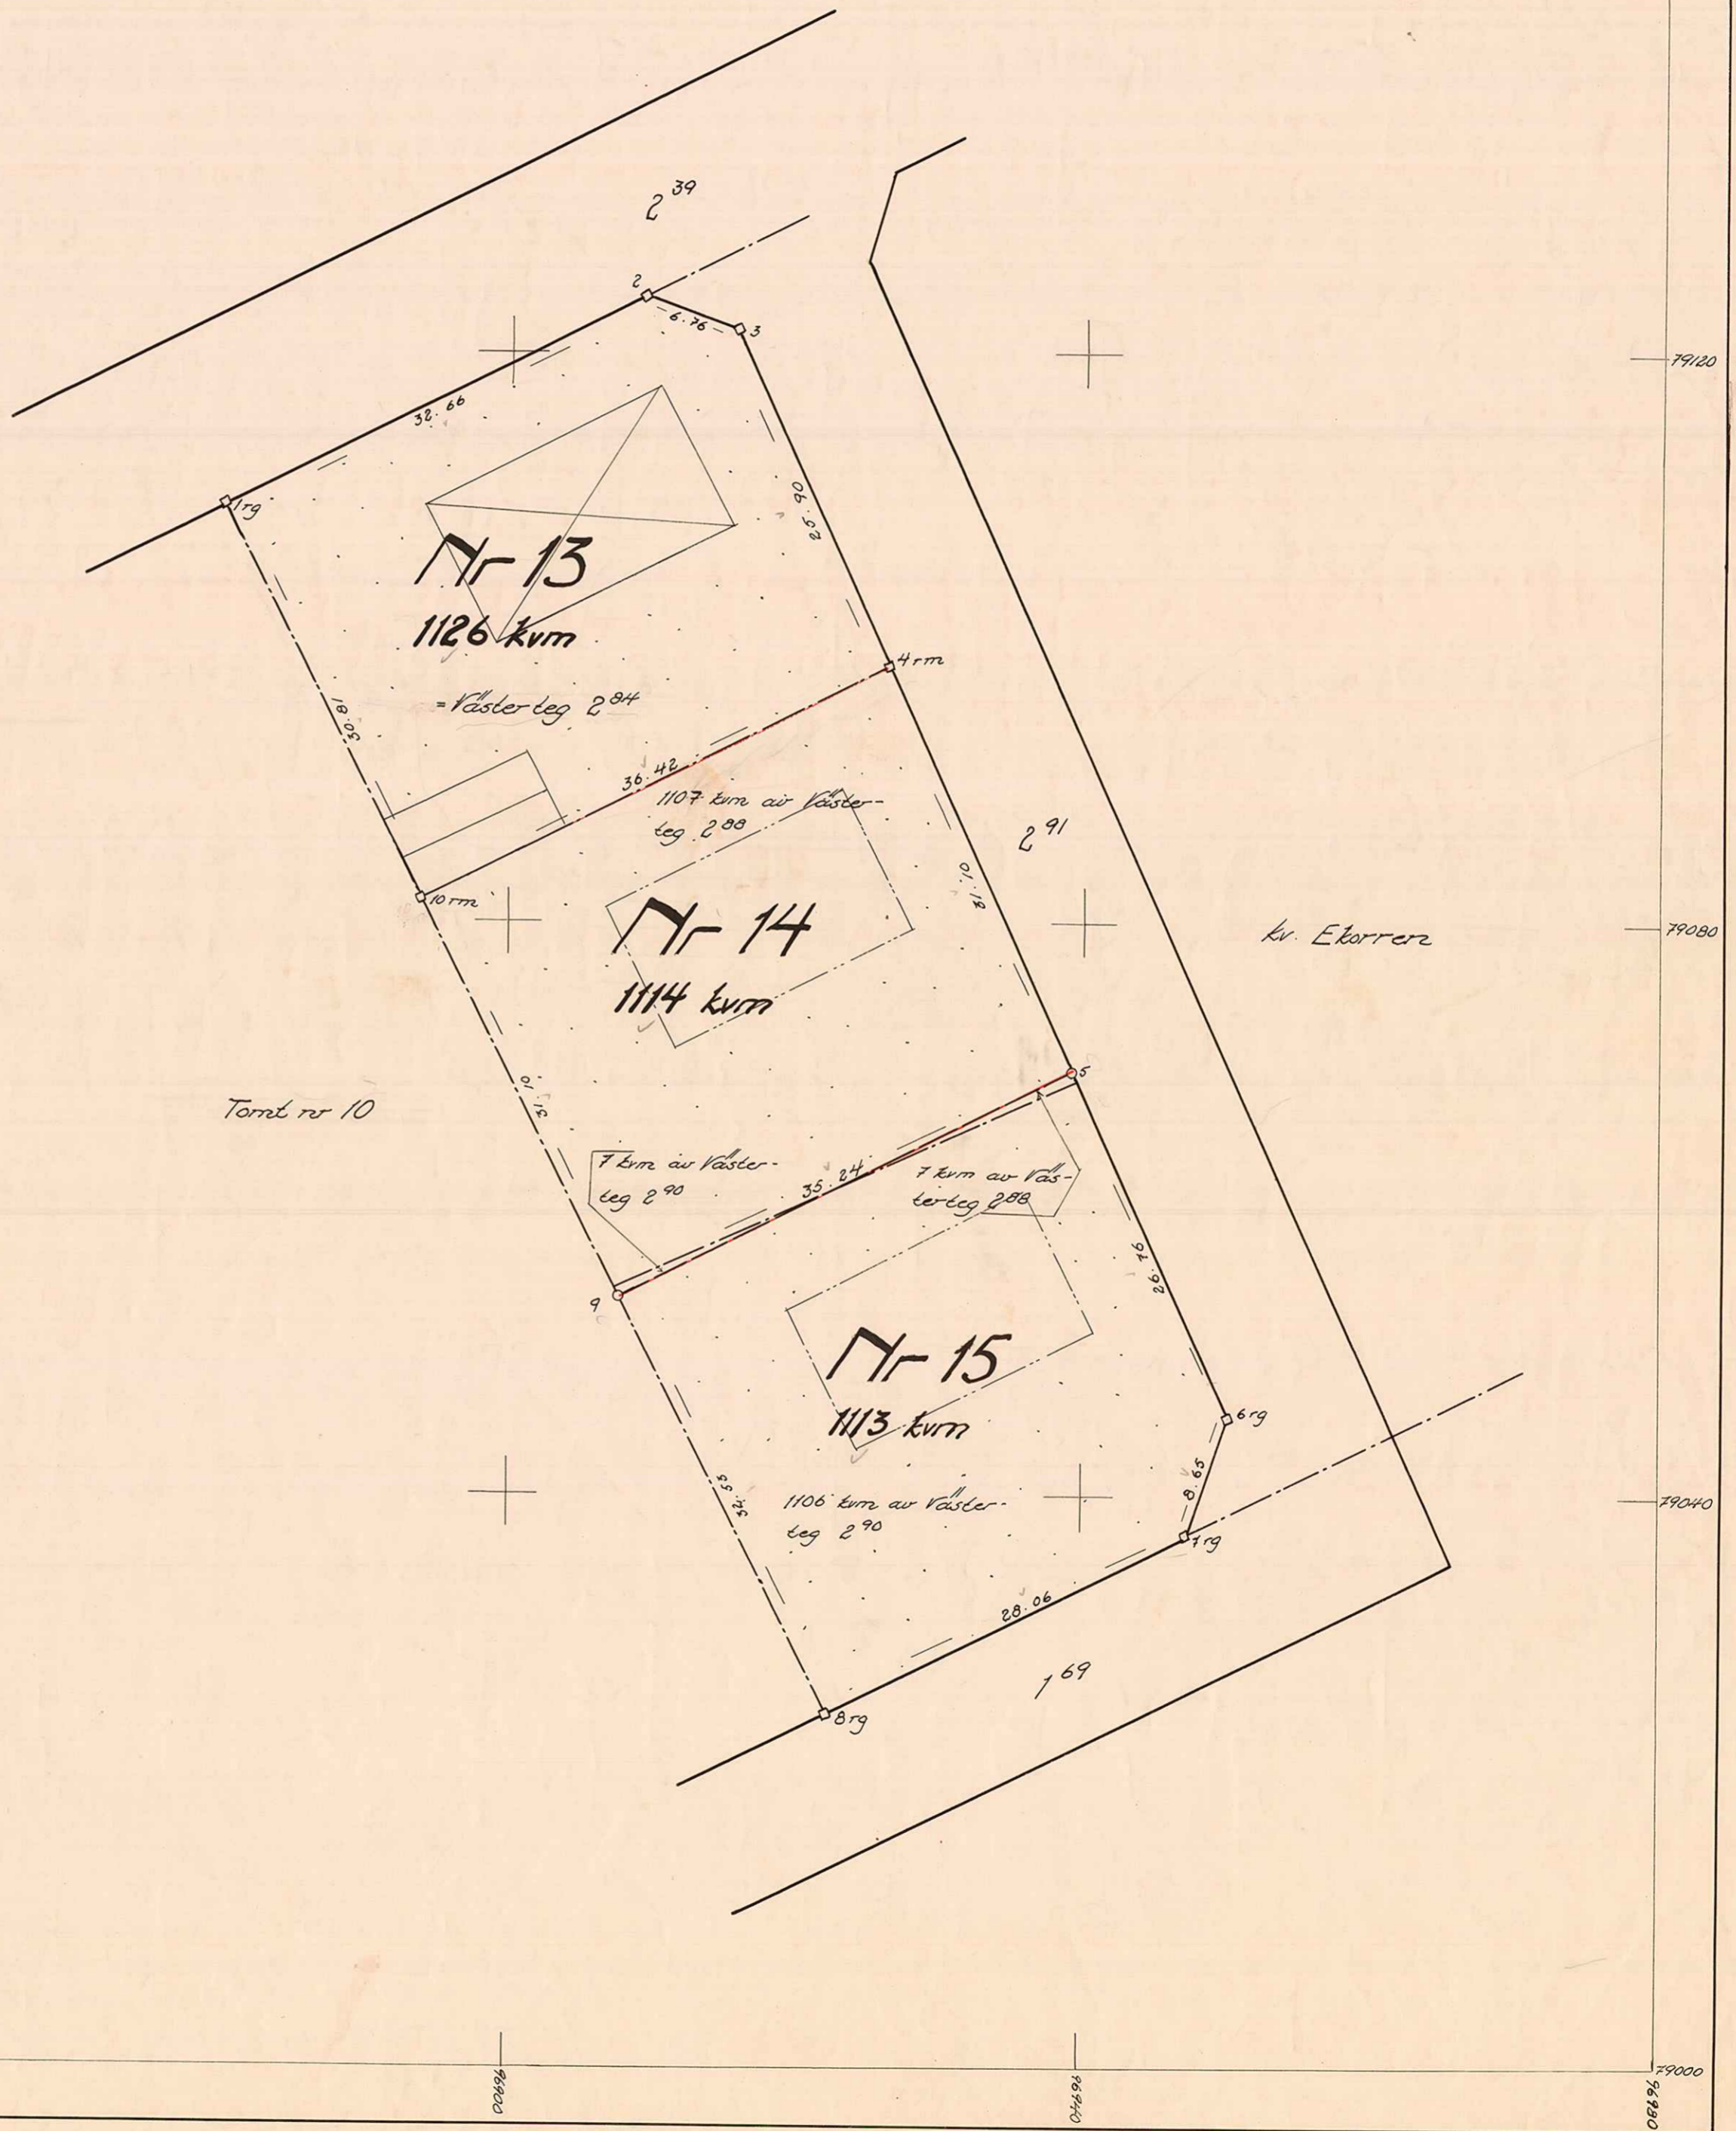 2 39
2
6.76
3
79120
32.66
1rg
25.90
Nr 13
1126 kvm
4rm
= Västerteg 2 84
30.81
36.42
1107 kvm av Väster-
teg 2 88
2 91
10rm
31.10
Nr 14
79080
kv. Ekorren
1114 kvm
5
Tomt nr 10
31.10
7 kvm av Väster-
teg 2 90
35.24
7 kvm av Väs-
terteg 2 88
26.76
9
Nr 15
6rg
1113 kvm
34.53
8.65
1106 kvm av Väster-
teg 2 90
79040
7rg
28.06
1 69
8rg
79000
96900
96940
96980